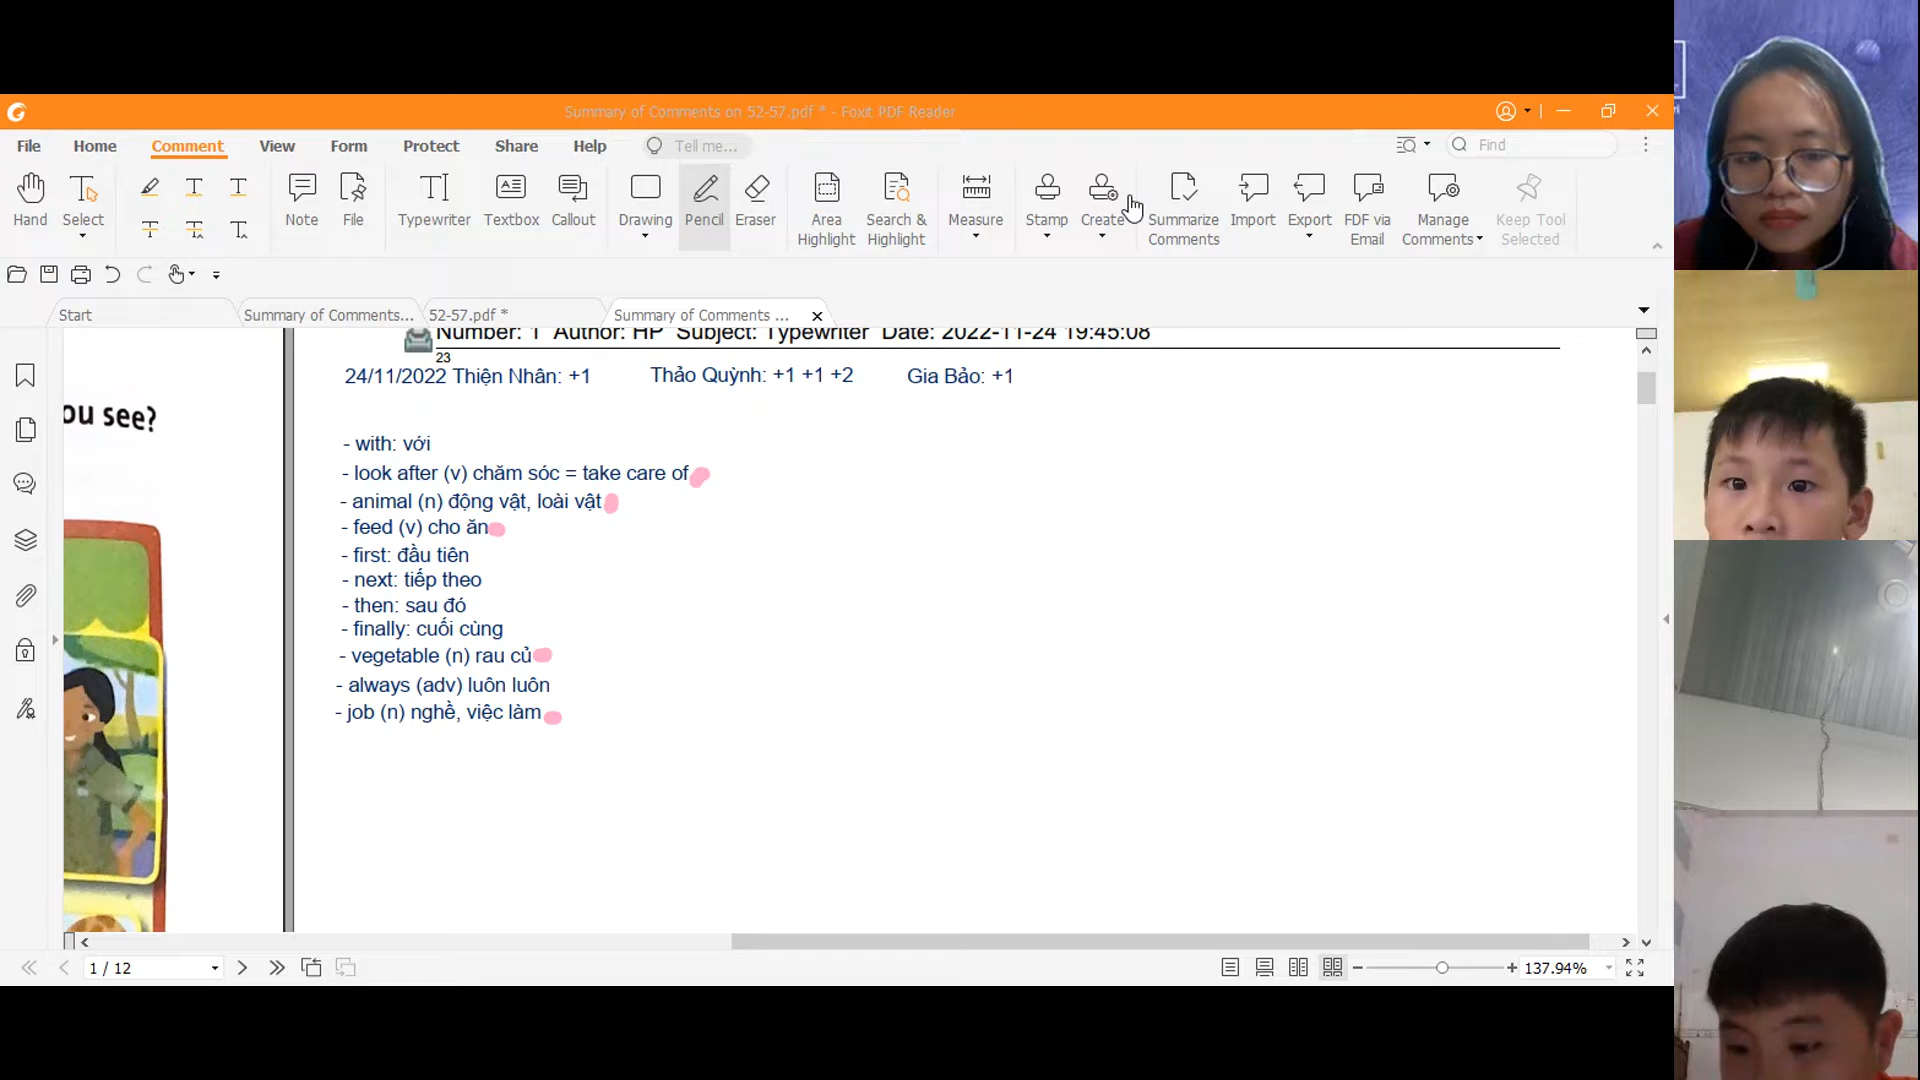 Summary of Comments on 52-57.pdf * - Foxit PDF Reader
File Home Comment View Form Protect Share Help Tell me... Find
Hand Select Note File Typewriter Textbox Callout Drawing Pencil Eraser Area Highlight Search & Highlight Measure Stamp Create Summarize Comments Import Export FDF via Email Manage Comments Keep Tool Selected
Start Summary of Comments... 52-57.pdf * Summary of Comments ...
Number: 1 Author: HP Subject: Typewriter Date: 2022-11-24 19:45:08
23
24/11/2022 Thiện Nhân: +1 Thảo Quỳnh: +1 +1 +2 Gia Bảo: +1
ou see?
- with: với
- look after (v) chăm sóc = take care of
- animal (n) động vật, loài vật
- feed (v) cho ăn
- first: đầu tiên
- next: tiếp theo
- then: sau đó
- finally: cuối cùng
- vegetable (n) rau củ
- always (adv) luôn luôn
- job (n) nghề, việc làm
1 / 12 137.94%